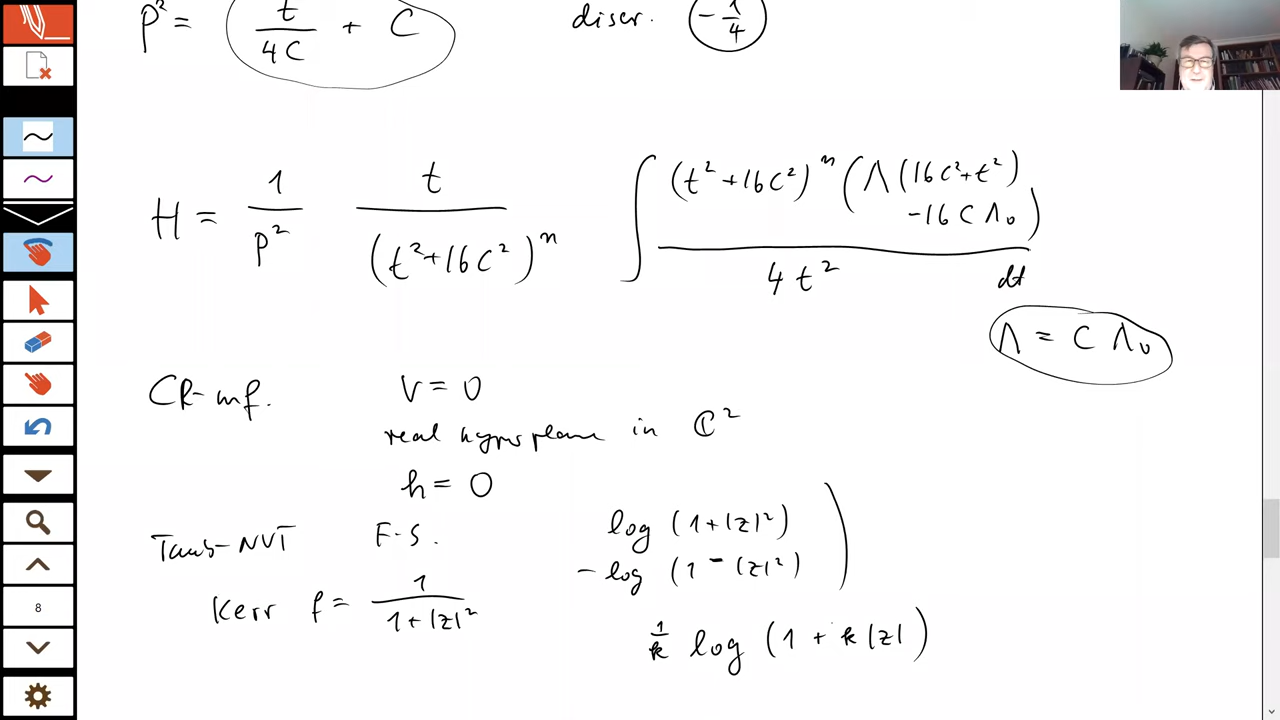 p² = t/4C + C   discr. -1/4
H = 1/p² t/(t²+16C²)ⁿ ∫ (t²+16C²)ⁿ (Λ(16C²+t²) -16CΛ₀)/4t² dt
Λ = CΛ₀
CR-mf.   V = 0
real hyperplane in ℂ²
h = 0
Taub-NUT   F-S.   log (1+|z|²)
- log (1-|z|²)
Kerr f = 1/1+|z|²
1/k log (1 + k|z|)
8